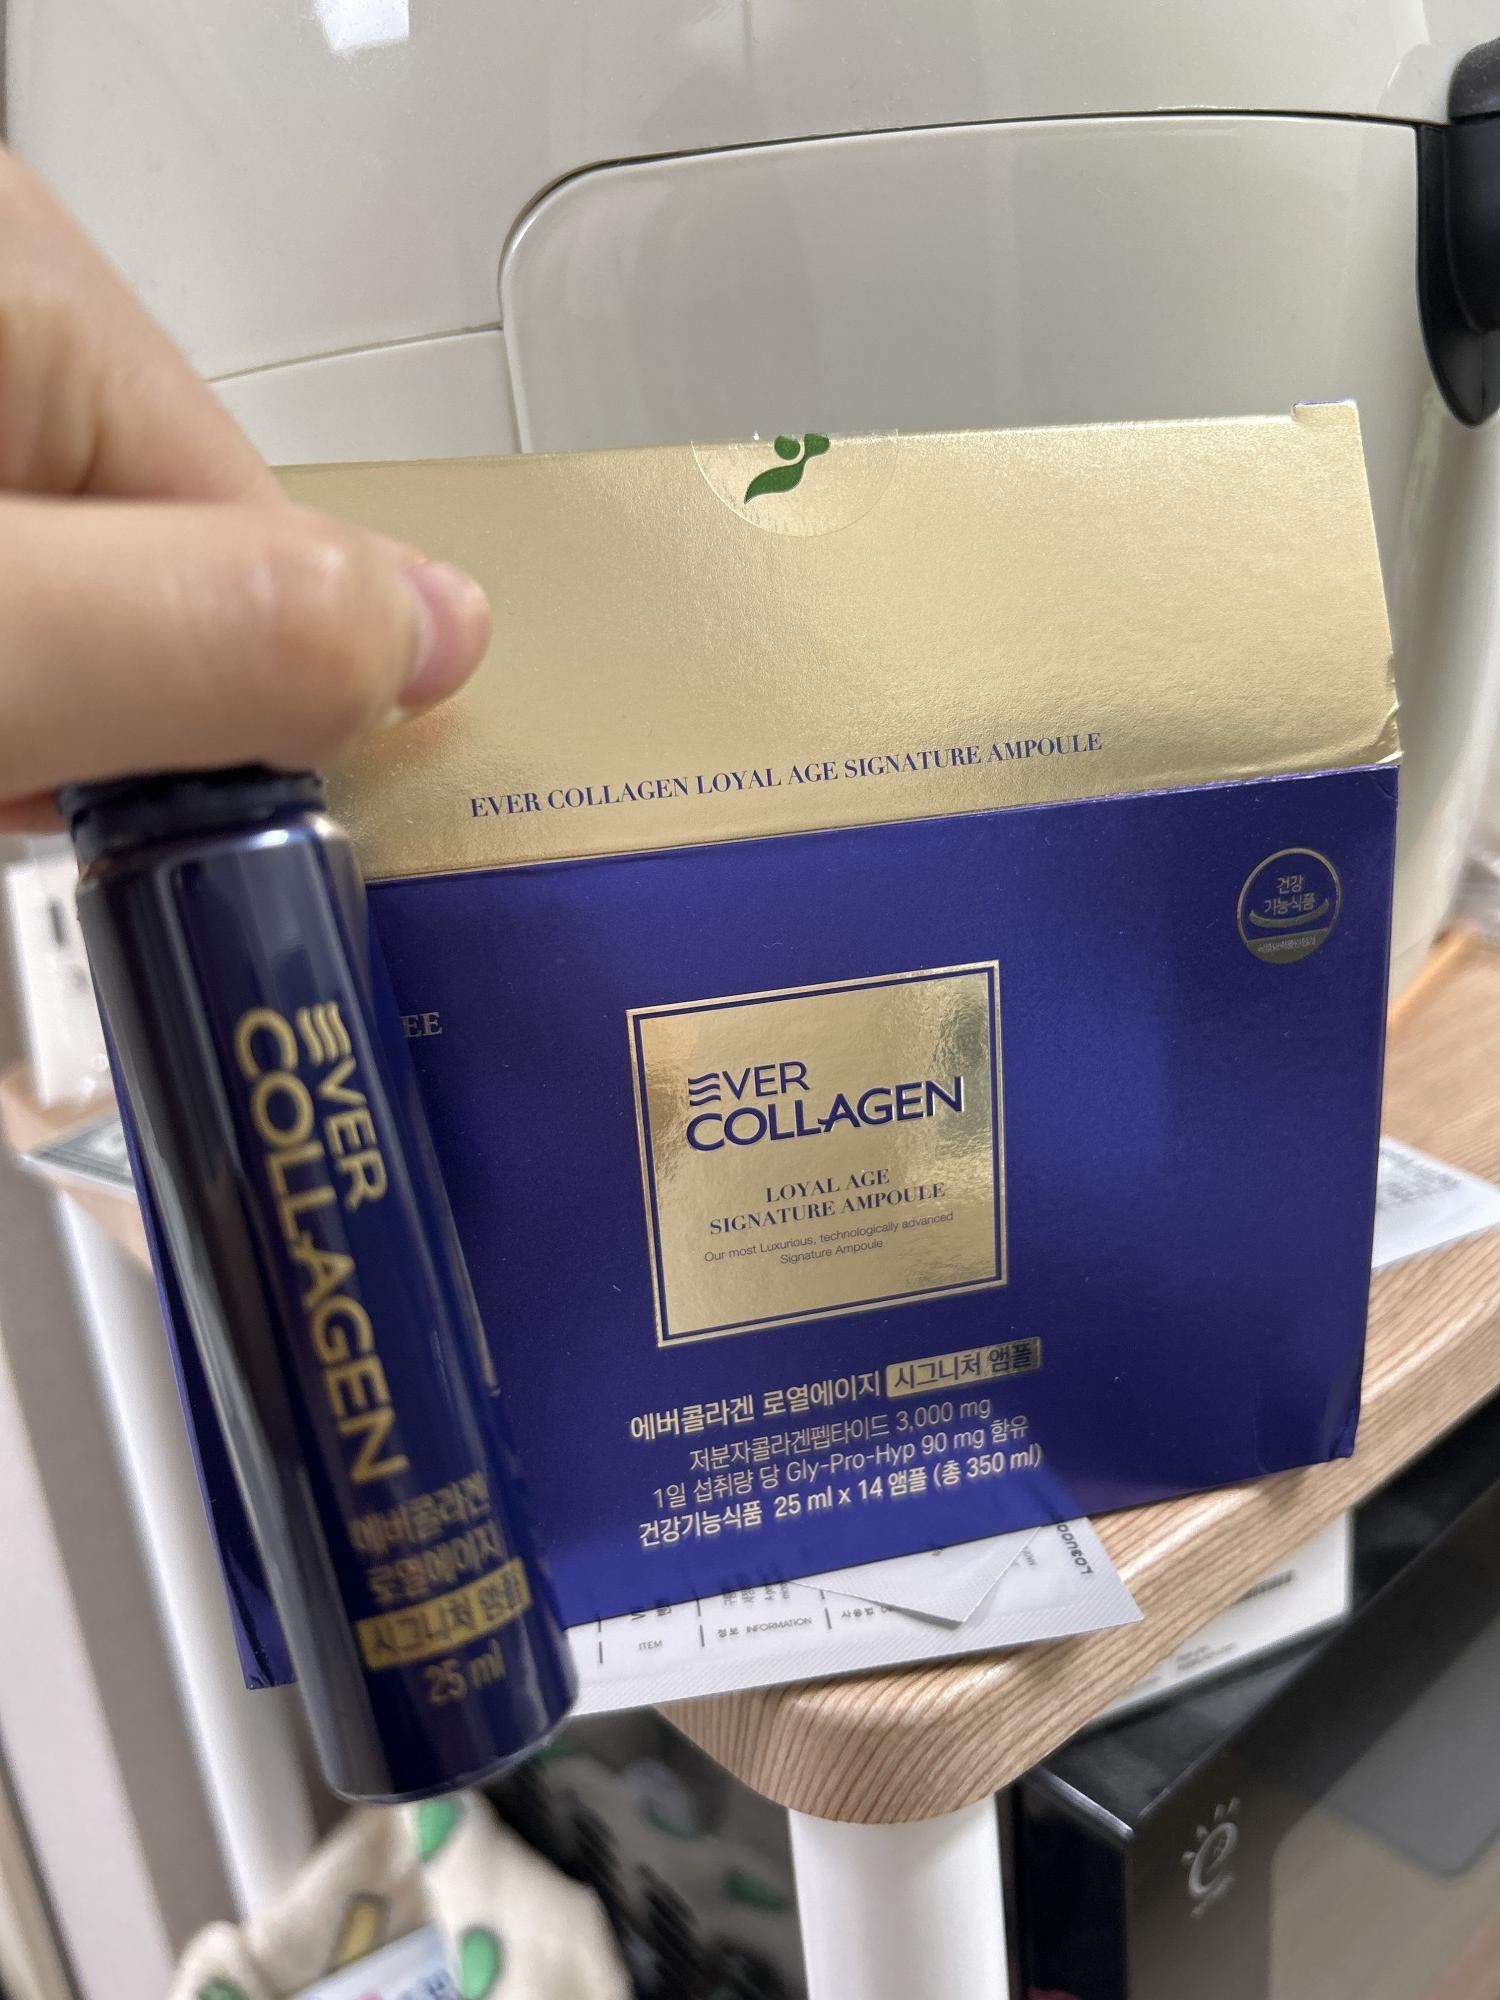 EVER COLLAGEN LOYAL AGE SIGNATURE AMPOULE
건강
기능식품
EE
EVER
COLLAGEN
LOYAL AGE
SIGNATURE AMPOULE
Our most Luxurious, technologically advanced
Signature Ampoule
에버콜라겐 로열에이지 시그니처 앰플
저분자콜라겐펩타이드 3,000 mg
1일 섭취량 당 Gly-Pro-Hyp 90 mg 함유
건강기능식품 25 ml x 14 앰플 (총 350 ml)
EVER
COLLAGEN
에버콜라겐
로열에이지
시그니처 앰플
25 ml
ITEM
정보 INFORMATION
사용법